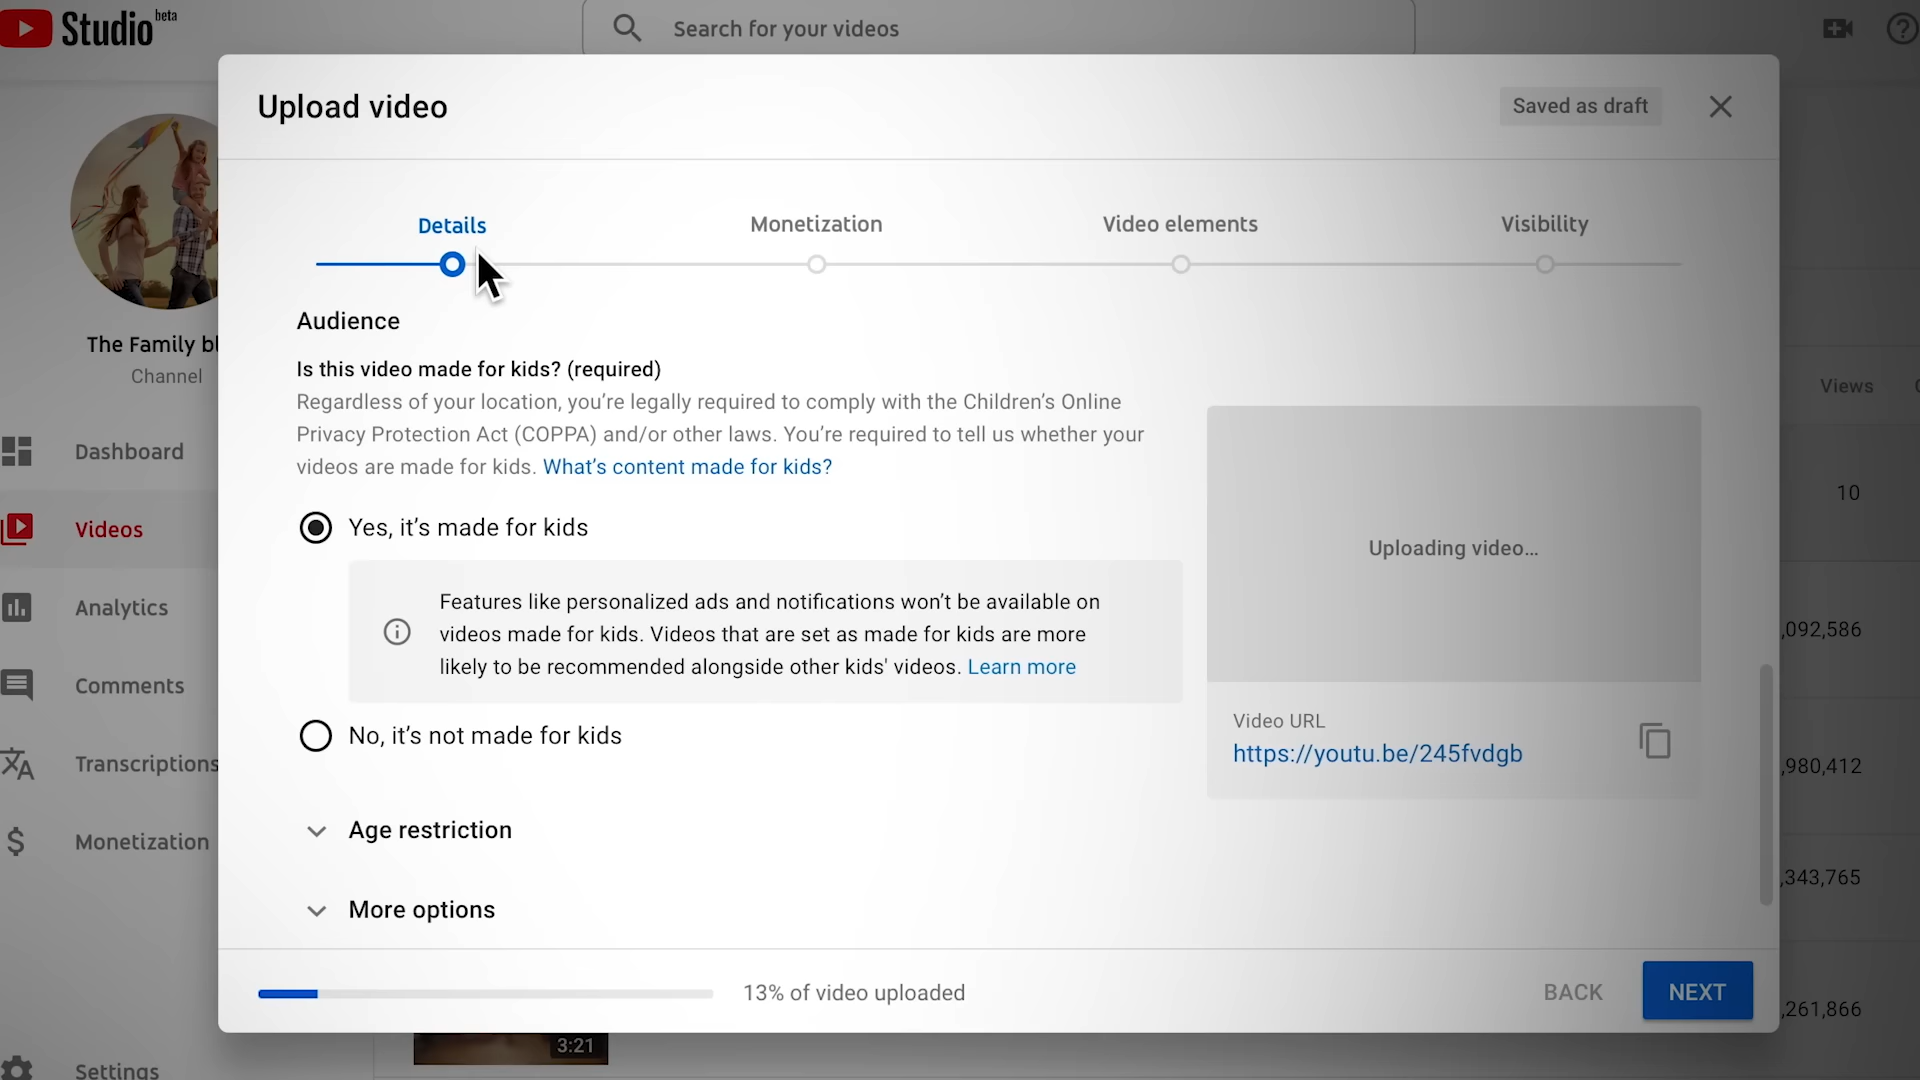 Studio beta
Search for your videos
Upload video
Saved as draft
Details
Monetization
Video elements
Visibility
The Family bl
Channel
Dashboard
Videos
Analytics
Comments
Transcriptions
Monetization
Settings
Audience
Is this video made for kids? (required)
Regardless of your location, you’re legally required to comply with the Children’s Online
Privacy Protection Act (COPPA) and/or other laws. You’re required to tell us whether your
videos are made for kids. What’s content made for kids?
Yes, it’s made for kids
Features like personalized ads and notifications won’t be available on
videos made for kids. Videos that are set as made for kids are more
likely to be recommended alongside other kids' videos. Learn more
No, it’s not made for kids
Age restriction
More options
Uploading video...
Video URL
https://youtu.be/245fvdgb
13% of video uploaded
BACK
NEXT
Views
10
,092,586
,980,412
,343,765
,261,866
3:21